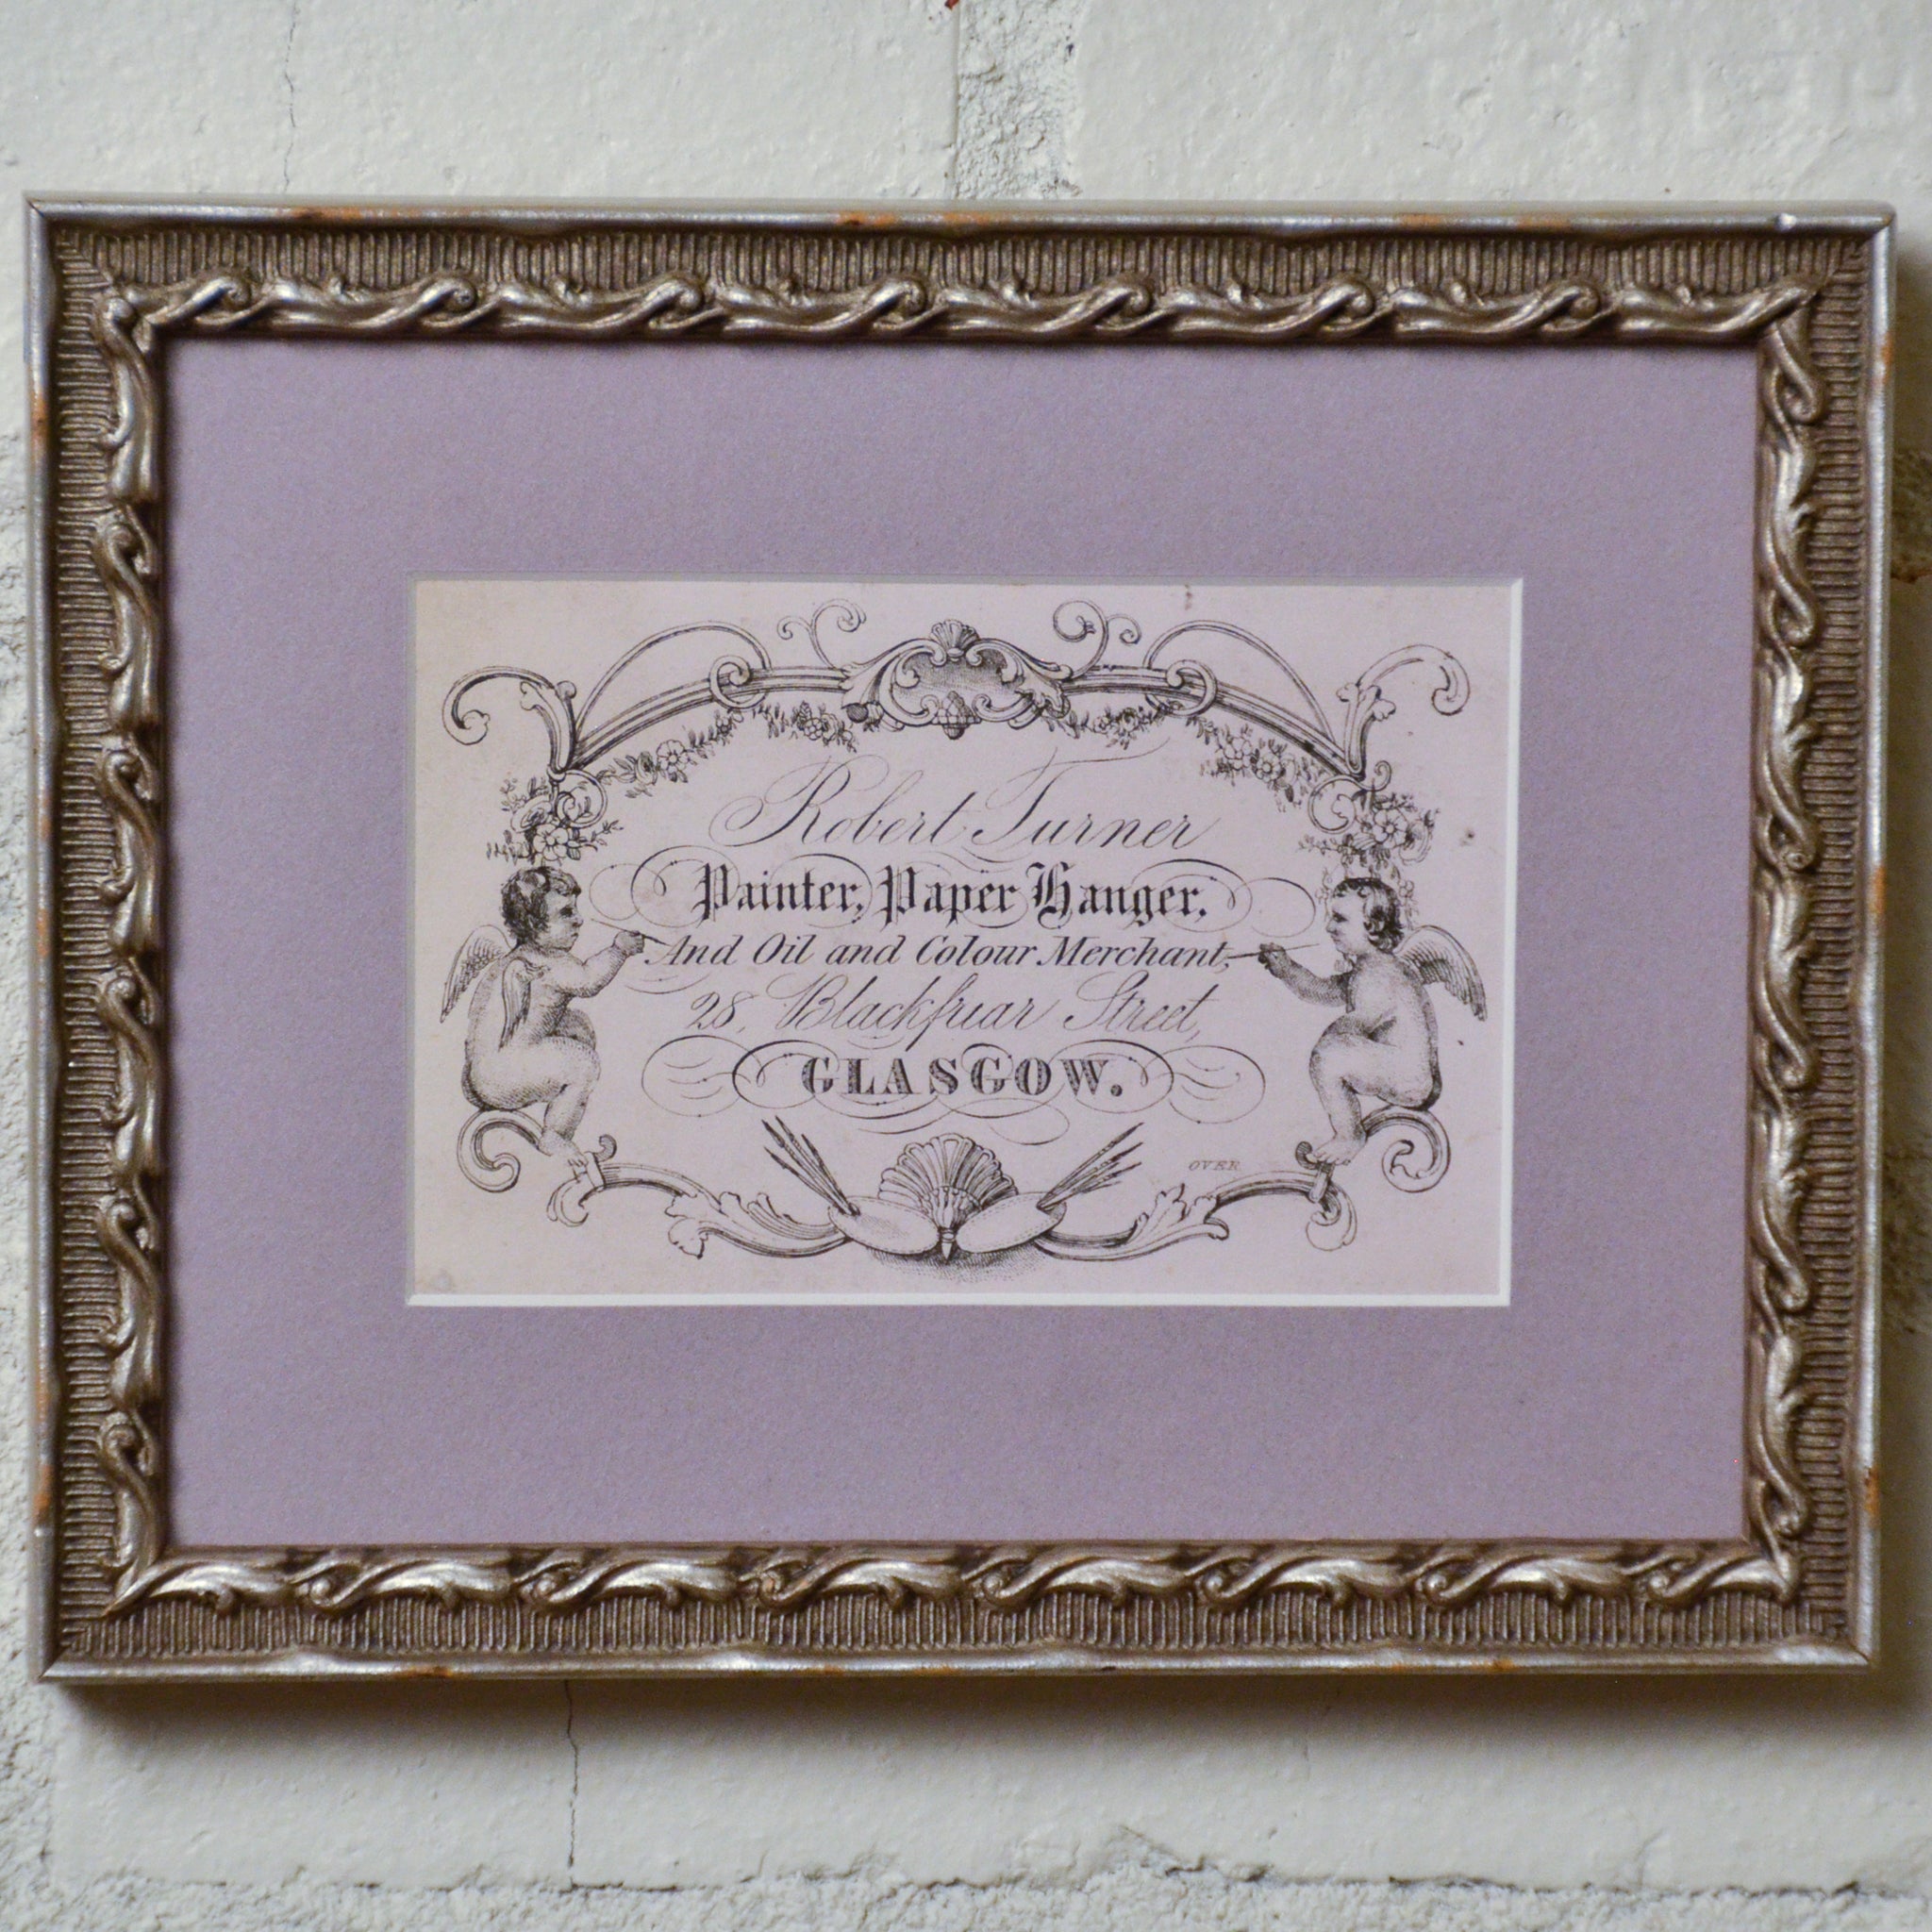 Robert Turner
Painter, Paper Hanger,
And Oil and Colour Merchant,
28, Blackfriar Street,
GLASGOW.
OVER